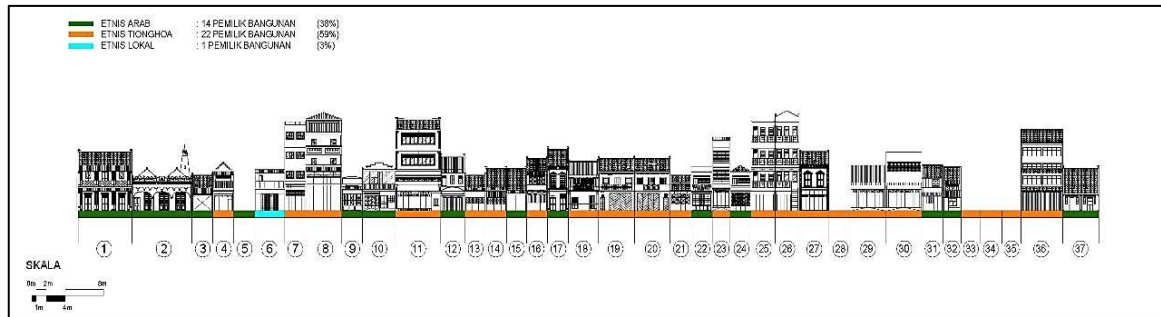 ETNIS ARAB : 14 PEMILIK BANGUNAN (38%)
ETNIS TIONGHOA : 22 PEMILIK BANGUNAN (59%)
ETNIS LOKAL : 1 PEMILIK BANGUNAN (3%)
1 2 3 4 5 6 7 8 9 10 11 12 13 14 15 16 17 18 19 20 21 22 23 24 25 26 27 28 29 30 31 32 33 34 35 36 37
SKALA
0m 2m 8m
1m 4m